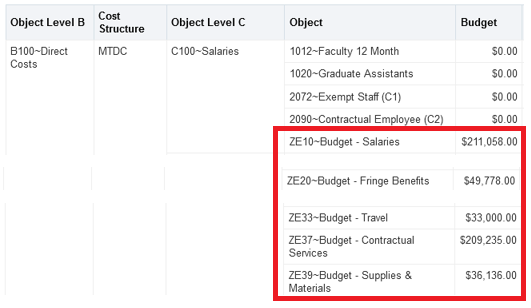 Object Level B Cost Structure Object Level C Object Budget
B100~Direct Costs MTDC C100~Salaries 1012~Faculty 12 Month $0.00
1020~Graduate Assistants $0.00
2072~Exempt Staff (C1) $0.00
2090~Contractual Employee (C2) $0.00
ZE10~Budget - Salaries $211,058.00
ZE20~Budget - Fringe Benefits $49,778.00
ZE33~Budget - Travel $33,000.00
ZE37~Budget - Contractual $209,235.00
Services
ZE39~Budget - Supplies & $36,136.00
Materials